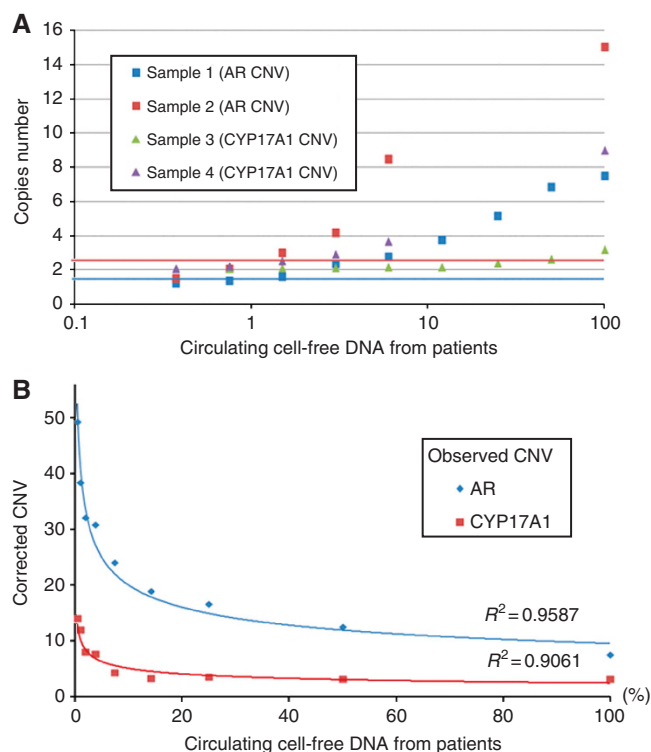 A
16
14
12
10
8
6
4
2
0
Copies number
Sample 1 (AR CNV)
Sample 2 (AR CNV)
Sample 3 (CYP17A1 CNV)
Sample 4 (CYP17A1 CNV)
0.1 1 10 100
Circulating cell-free DNA from patients
B
50
40
30
20
10
0
Corrected CNV
Observed CNV
AR
CYP17A1
R²=0.9587
R²=0.9061
0 20 40 60 80 100 (%)
Circulating cell-free DNA from patients